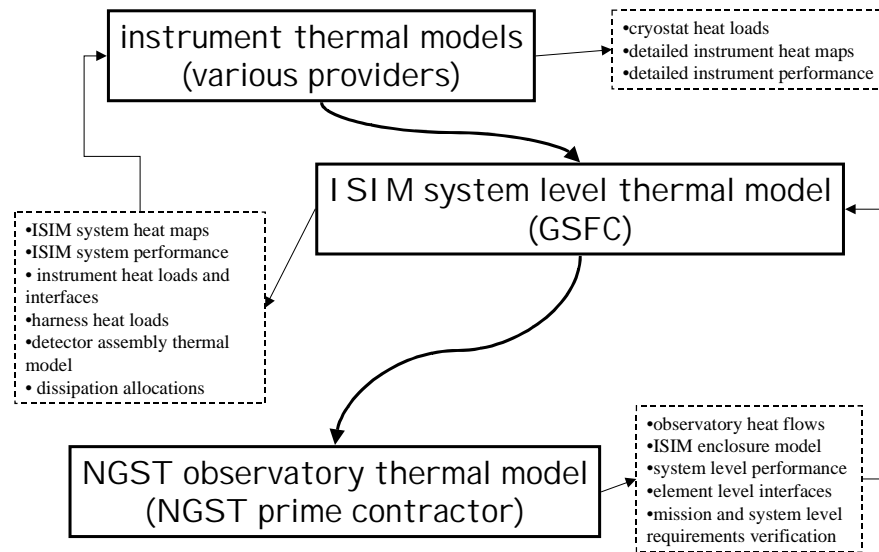 instrument thermal models
(various providers)
•cryostat heat loads
•detailed instrument heat maps
•detailed instrument performance
ISIM system level thermal model
(GSFC)
•ISIM system heat maps
•ISIM system performance
• instrument heat loads and
interfaces
•harness heat loads
•detector assembly thermal
model
• dissipation allocations
NGST observatory thermal model
(NGST prime contractor)
•observatory heat flows
•ISIM enclosure model
•system level performance
•element level interfaces
•mission and system level
requirements verification